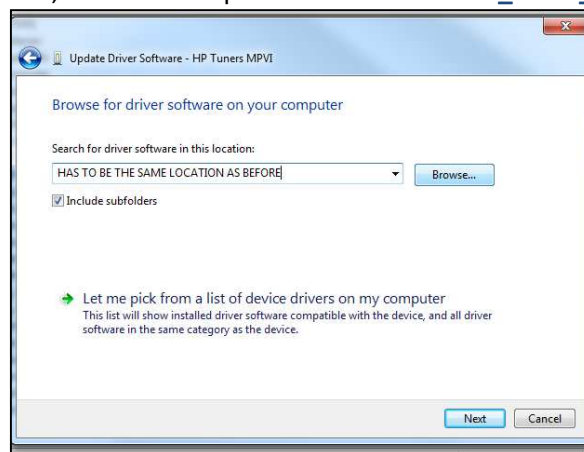 Update Driver Software - HP Tuners MPVI
Browse for driver software on your computer
Search for driver software in this location:
HAS TO BE THE SAME LOCATION AS BEFORE
Browse...
Include subfolders
Let me pick from a list of device drivers on my computer
This list will show installed driver software compatible with the device, and all driver
software in the same category as the device.
Next
Cancel